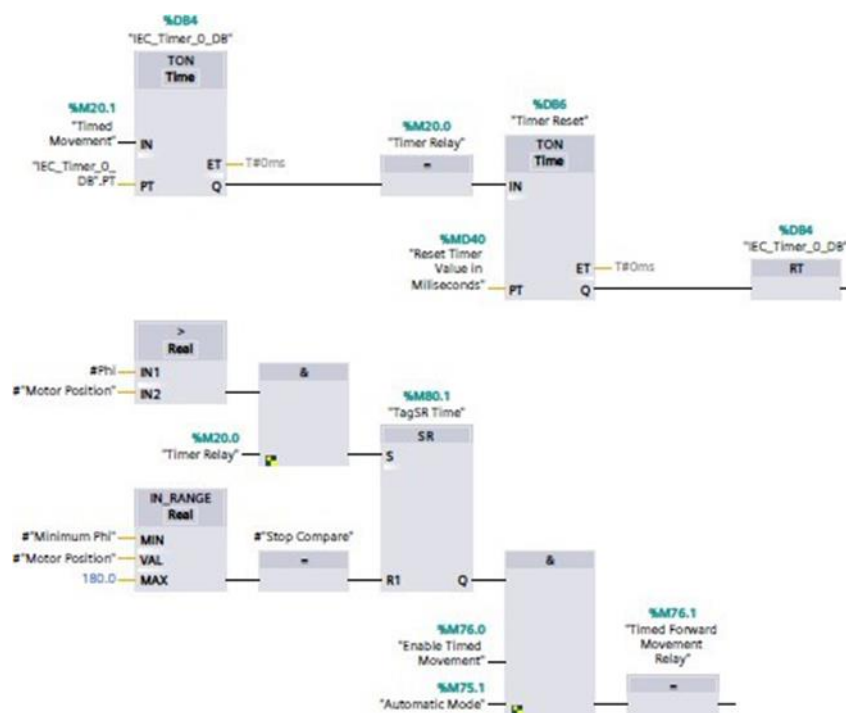 %DB4
"IEC_Timer_0_DB"
TON
Time
%M20.1
"Timed
Movement"
IN
"IEC_Timer_0_
DB".PT
PT
ET
T#0ms
Q
%M20.0
"Timer Relay"
=
%DB6
"Timer Reset"
TON
Time
IN
%MD40
"Reset Timer
Value in
Miliseconds"
PT
ET
T#0ms
Q
%DB4
"IEC_Timer_0_DB"
RT
>
Real
#Phi
IN1
#"Motor Position"
IN2
&
%M20.0
"Timer Relay"
%M80.1
"TagSR Time"
SR
S
IN_RANGE
Real
#"Minimum Phi"
MIN
#"Motor Position"
VAL
180.0
MAX
#"Stop Compare"
=
R1
Q
&
%M76.0
"Enable Timed
Movement"
%M75.1
"Automatic Mode"
%M76.1
"Timed Forward
Movement
Relay"
=